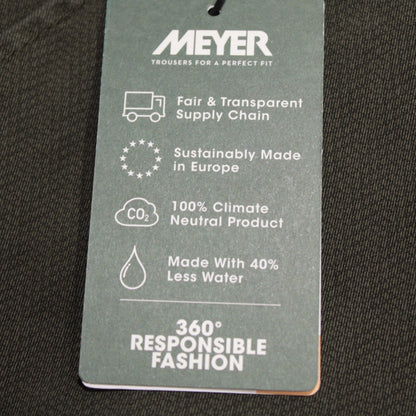 MEYER
TROUSERS FOR A PERFECT FIT
Fair & Transparent
Supply Chain
Sustainably Made
in Europe
CO₂
100% Climate
Neutral Product
Made With 40%
Less Water
360°
RESPONSIBLE
FASHION